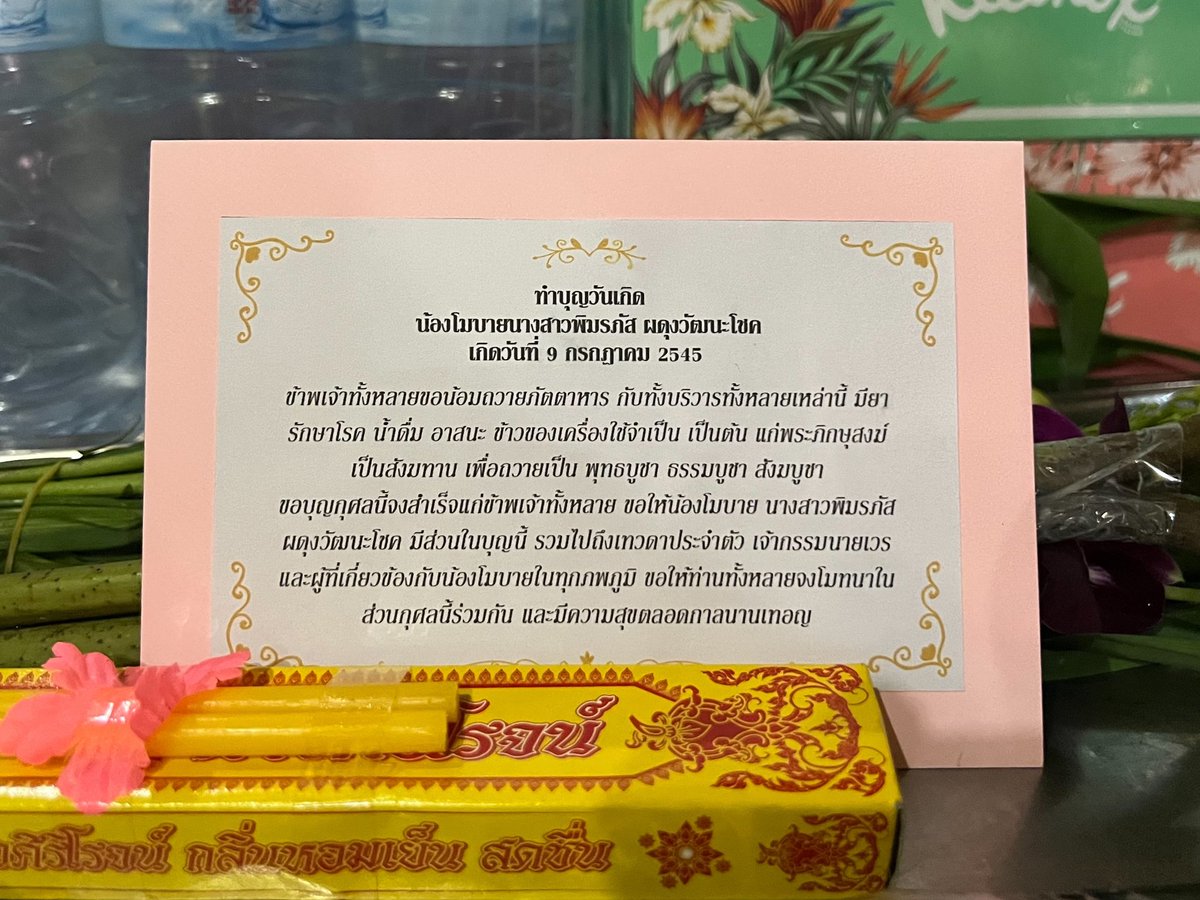 Kleenex
ทำบุญวันเกิด
น้องโมบายนางสาวพิมรภัส ผดุงวัฒนะโชค
เกิดวันที่ 9 กรกฎาคม 2545
ข้าพเจ้าทั้งหลายขอน้อมถวายภัตตาหาร กับทั้งบริวารทั้งหลายเหล่านี้ มียา
รักษาโรค น้ำดื่ม อาสนะ ข้าวของเครื่องใช้จำเป็น เป็นต้น แก่พระภิกษุสงฆ์
เป็นสังฆทาน เพื่อถวายเป็น พุทธบูชา ธรรมบูชา สังฆบูชา
ขอบุญกุศลนี้จงสำเร็จแก่ข้าพเจ้าทั้งหลาย ขอให้น้องโมบาย นางสาวพิมรภัส
ผดุงวัฒนะโชค มีส่วนในบุญนี้ รวมไปถึงเทวดาประจำตัว เจ้ากรรมนายเวร
และผู้ที่เกี่ยวข้องกับน้องโมบายในทุกภพภูมิ ขอให้ท่านทั้งหลายจงโมทนาใน
ส่วนกุศลนี้ร่วมกัน และมีความสุขตลอดกาลนานเทอญ
กลิ่นหอมเย็น สดชื่น